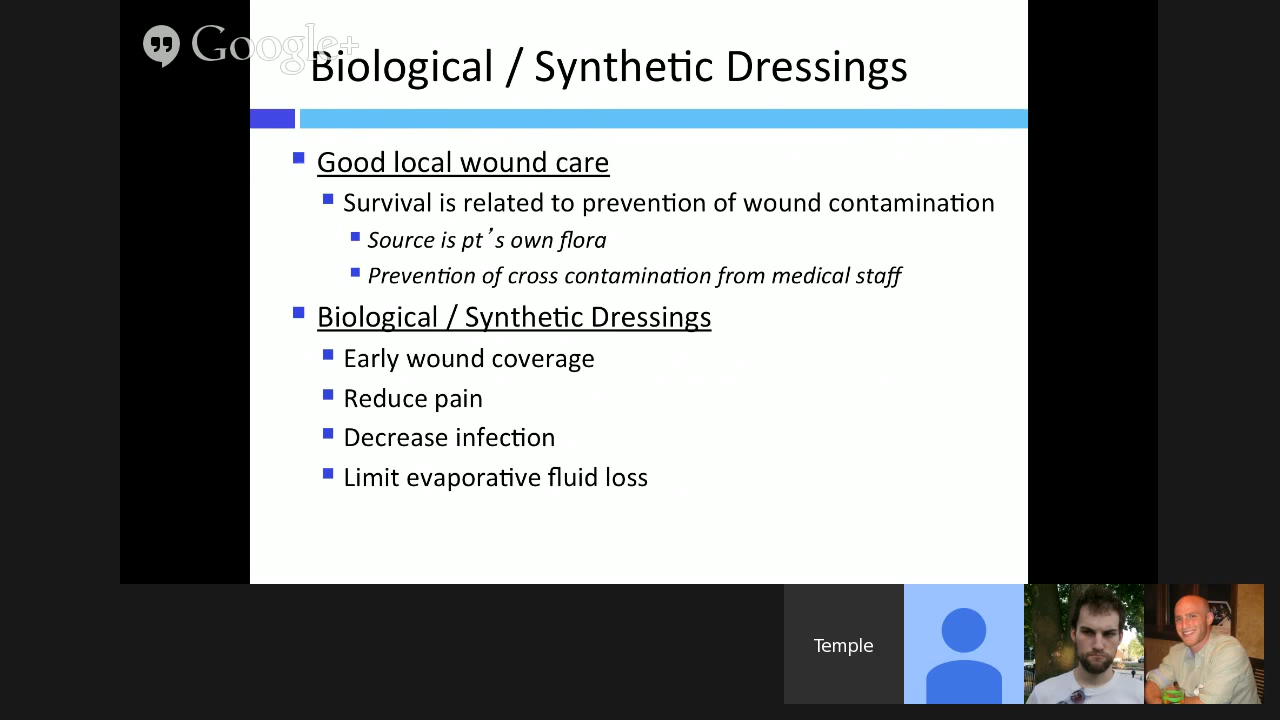 Google+
Biological / Synthetic Dressings
Good local wound care
Survival is related to prevention of wound contamination
Source is pt’s own flora
Prevention of cross contamination from medical staff
Biological / Synthetic Dressings
Early wound coverage
Reduce pain
Decrease infection
Limit evaporative fluid loss
Temple